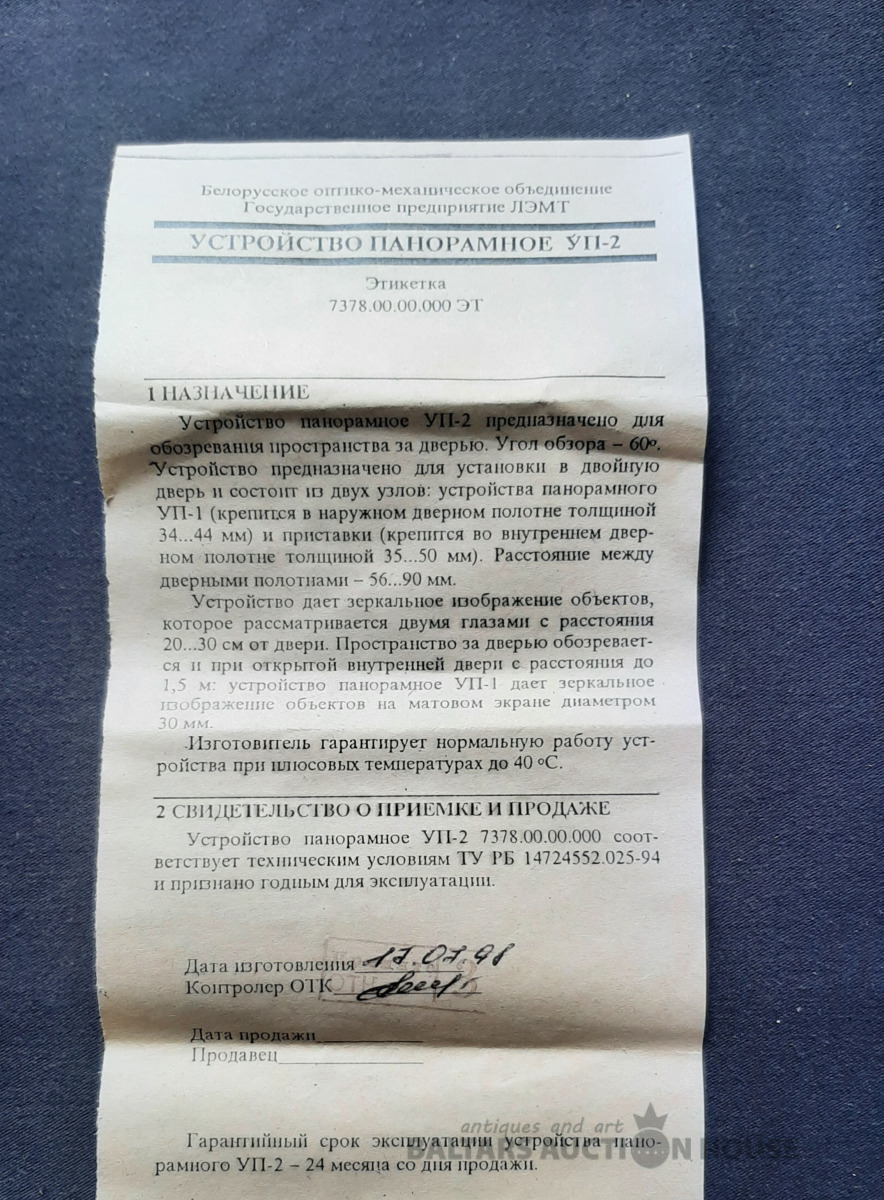 Белорусское оптико-механическое объединение
Государственное предприятие ЛЭМТ
УСТРОЙСТВО ПАНОРАМНОЕ УП-2
Этикетка
7378.00.00.000 ЭТ
1 НАЗНАЧЕНИЕ
Устройство панорамное УП-2 предназначено для
обозревания пространства за дверью. Угол обзора – 60º.
Устройство предназначено для установки в двойную
дверь и состоит из двух узлов: устройства панорамного
УП-1 (крепится в наружном дверном полотне толщиной
34...44 мм) и приставки (крепится во внутреннем двер-
ном полотне толщиной 35...50 мм). Расстояние между
дверными полотнами – 56...90 мм.
Устройство дает зеркальное изображение объектов,
которое рассматривается двумя глазами с расстояния
20...30 см от двери. Пространство за дверью обозревает-
ся и при открытой внутренней двери с расстояния до
1,5 м: устройство панорамное УП-1 дает зеркальное
изображение объектов на матовом экране диаметром
30 мм.
Изготовитель гарантирует нормальную работу уст-
ройства при плюсовых температурах до 40 ºС.
2 СВИДЕТЕЛЬСТВО О ПРИЕМКЕ И ПРОДАЖЕ
Устройство панорамное УП-2 7378.00.00.000 соот-
ветствует техническим условиям ТУ РБ 14724552.025-94
и признано годным для эксплуатации.
Дата изготовления 17.07.98
Контролер ОТК
Дата продажи
Продавец
Гарантийный срок эксплуатации устройства пано-
рамного УП-2 – 24 месяца со дня продажи.
antiques and art
BALTARS AUCTION HOUSE